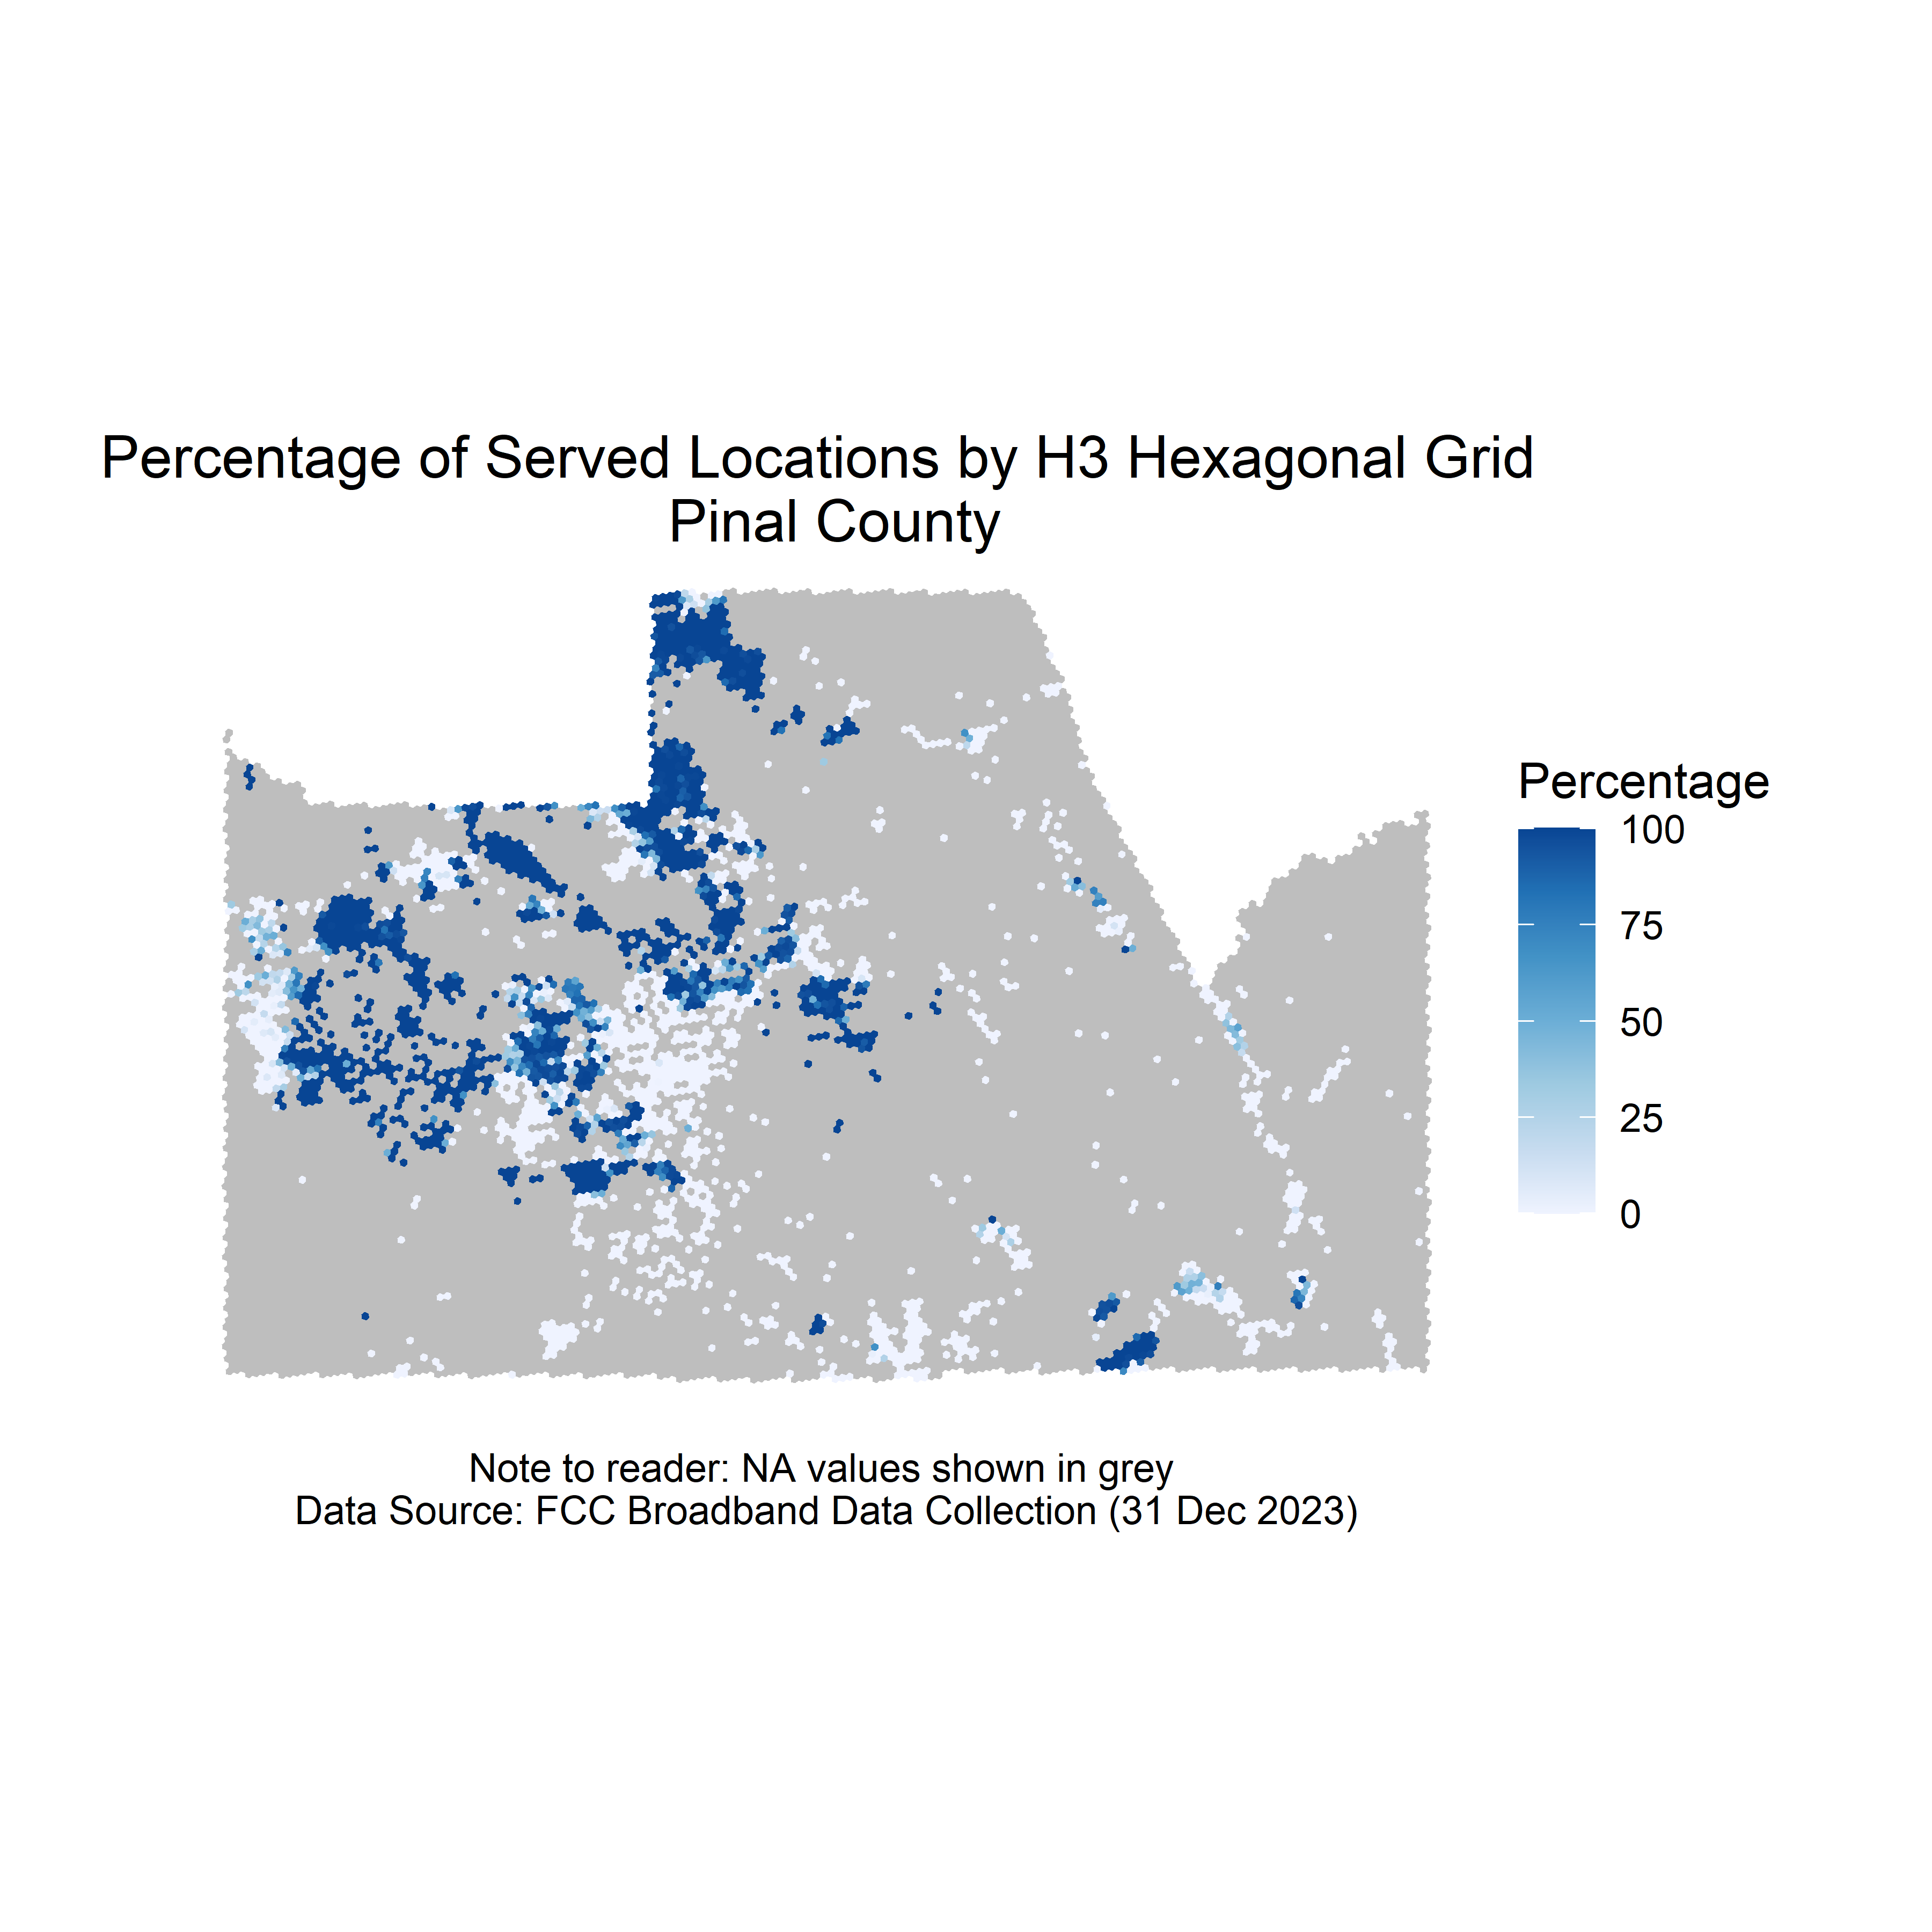 Percentage of Served Locations by H3 Hexagonal Grid
Pinal County
Percentage
100
75
50
25
0
Note to reader: NA values shown in grey
Data Source: FCC Broadband Data Collection (31 Dec 2023)